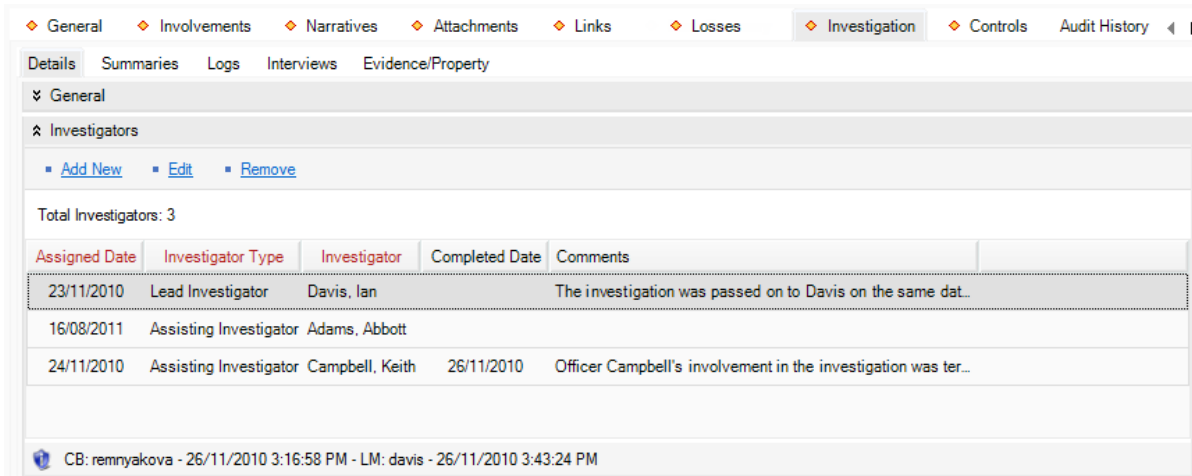 General Involvements Narratives Attachments Links Losses Investigation Controls Audit History
Details Summaries Logs Interviews Evidence/Property
General
Investigators
Add New Edit Remove
Total Investigators: 3
Assigned Date Investigator Type Investigator Completed Date Comments
23/11/2010 Lead Investigator Davis, Ian The investigation was passed on to Davis on the same dat...
16/08/2011 Assisting Investigator Adams, Abbott
24/11/2010 Assisting Investigator Campbell, Keith 26/11/2010 Officer Campbell's involvement in the investigation was ter...
CB: remnyakova - 26/11/2010 3:16:58 PM - LM: davis - 26/11/2010 3:43:24 PM